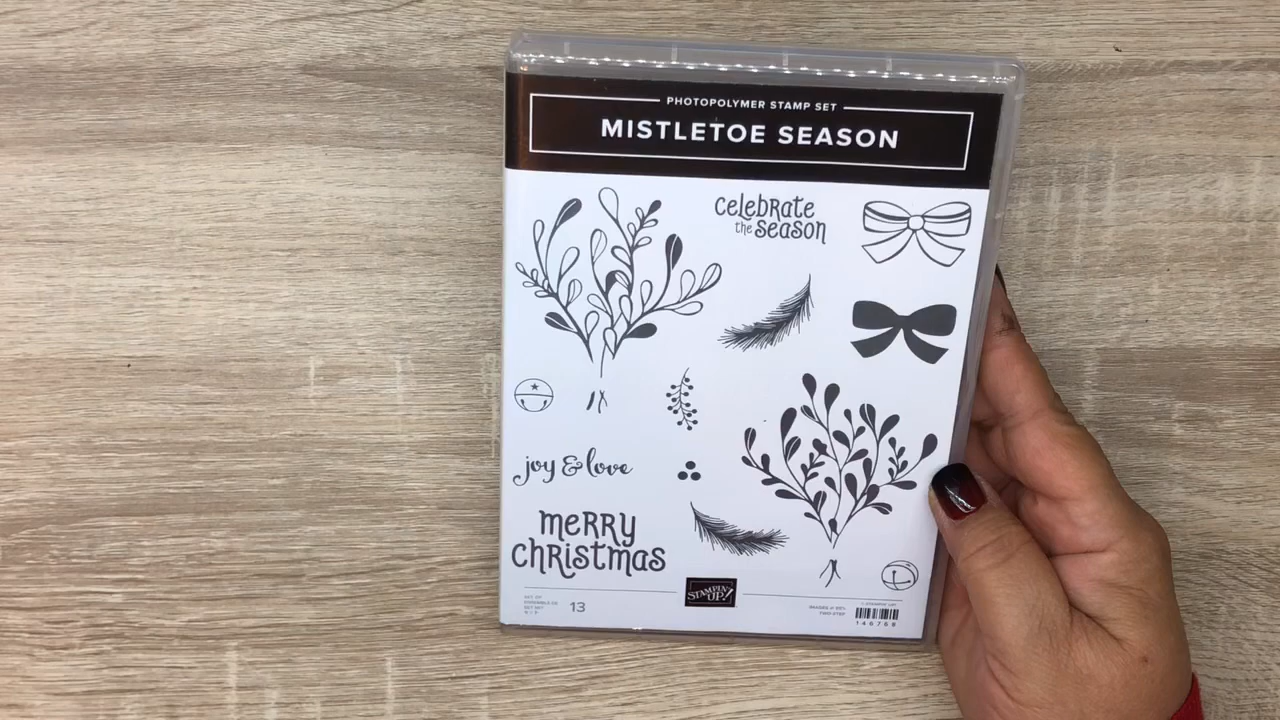 PHOTOPOLYMER STAMP SET
MISTLETOE SEASON
celebrate
the season
joy & love
merry
christmas
13
STAMPIN' UP!
146758